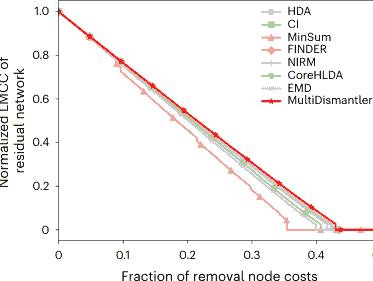 Normalized LMCC of
residual network
1.0
0.8
0.6
0.4
0.2
0
0
0.1
0.2
0.3
0.4
Fraction of removal node costs
HDA
CI
MinSum
FINDER
NIRM
CoreHLDA
EMD
MultiDismantler